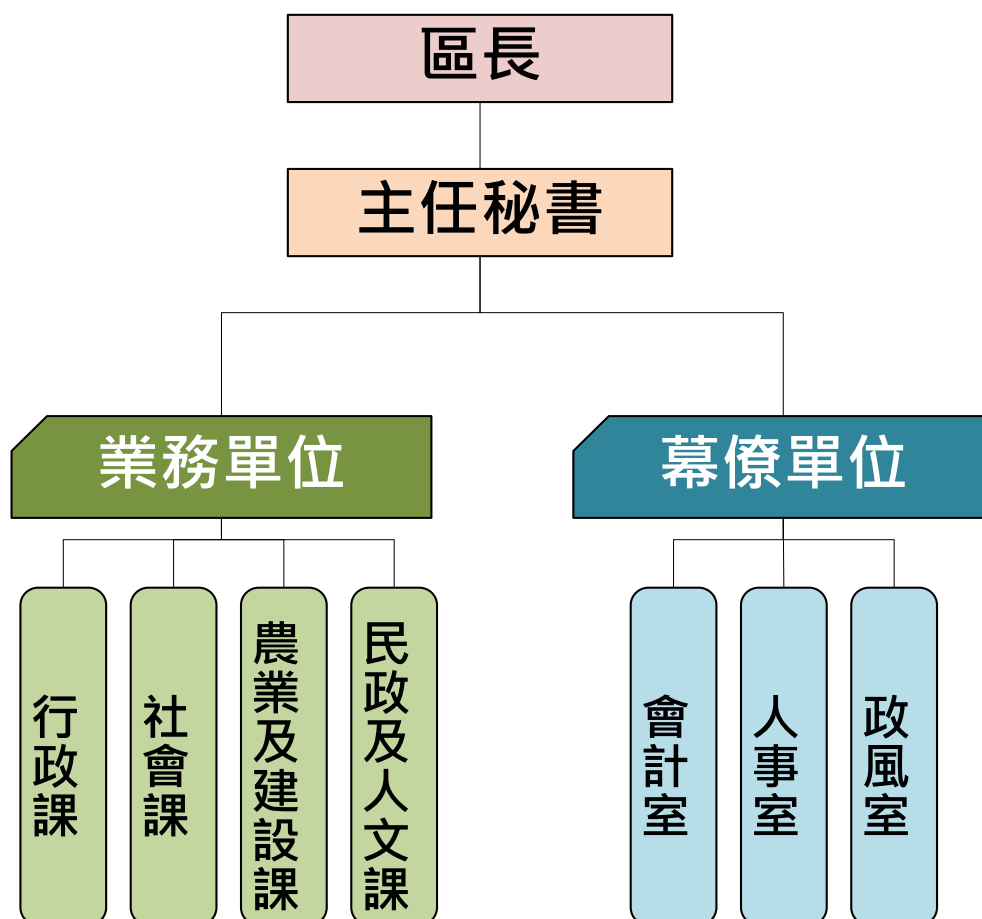 區長
主任秘書
業務單位
幕僚單位
行政課
社會課
農業及建設課
民政及人文課
會計室
人事室
政風室